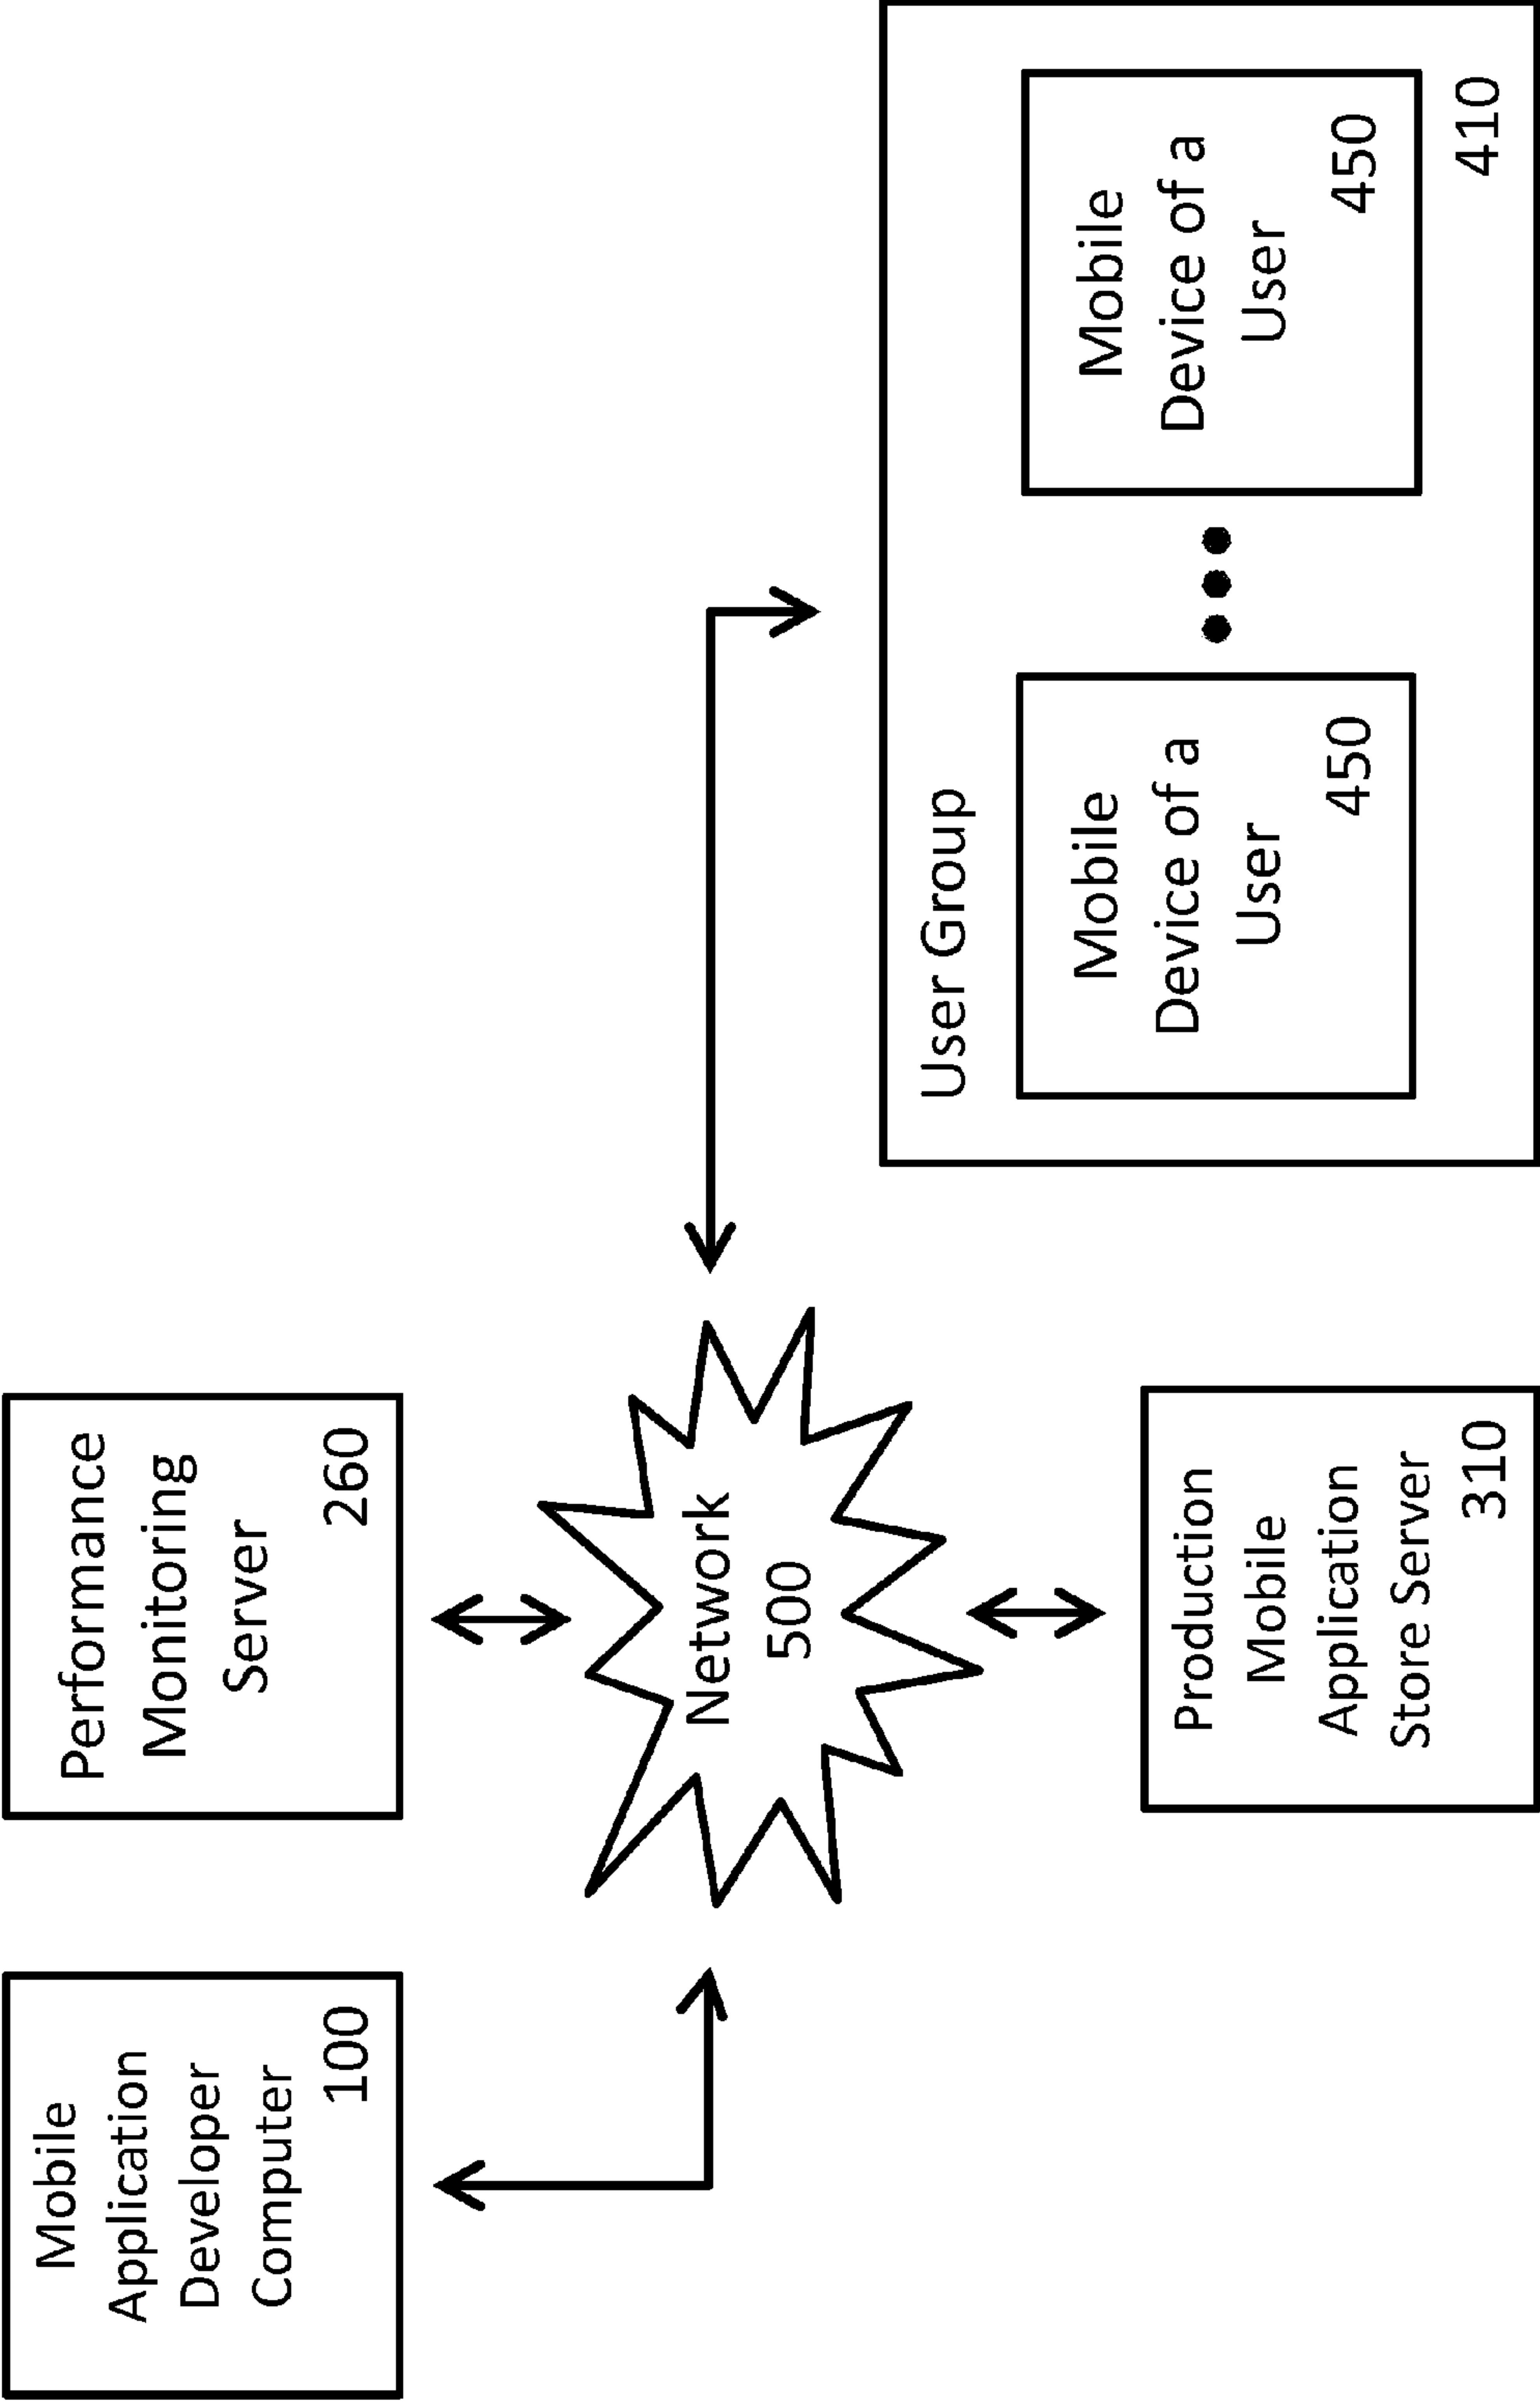 Mobile
Application
Developer
Computer
100
Performance
Monitoring
Server
260
Network
500
Production
Mobile
Application
Store Server
310
User Group
Mobile
Device of a
User
450
Mobile
Device of a
User
450
410